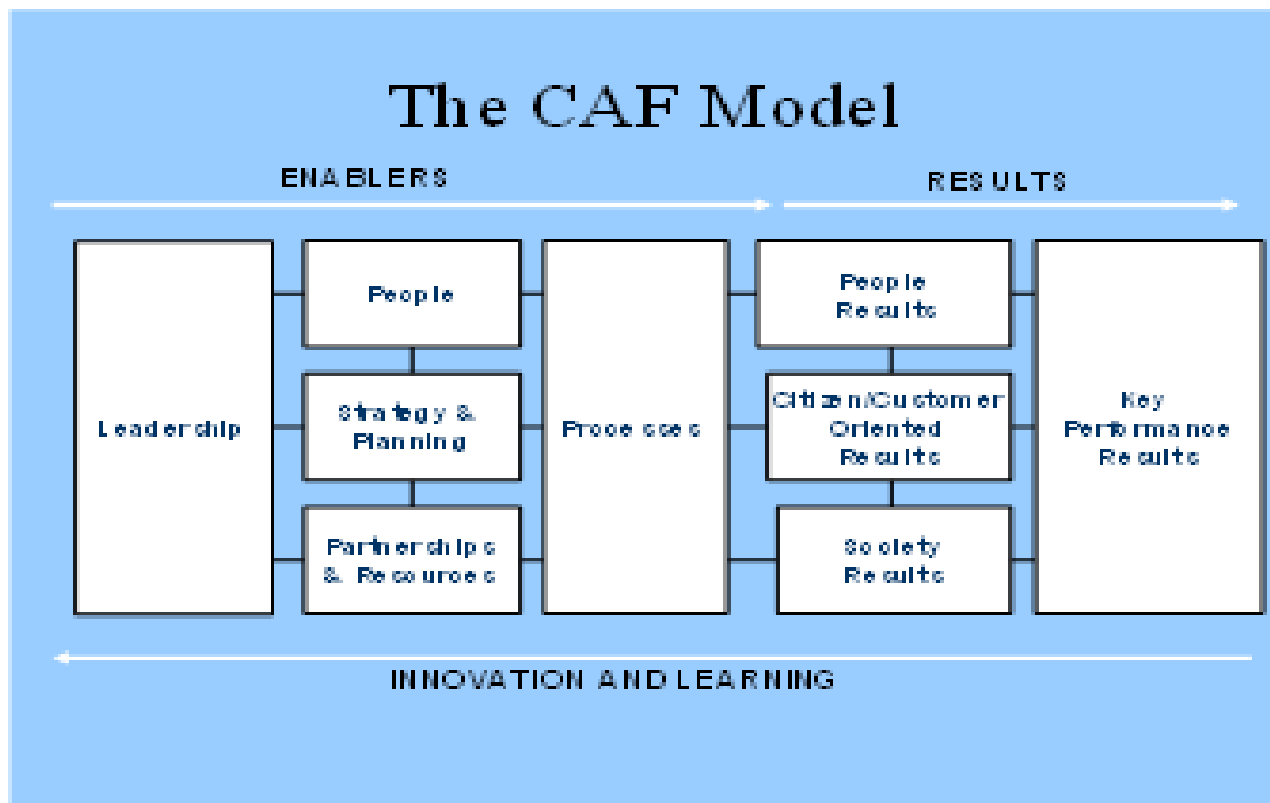 The CAF Model
ENABLERS
RESULTS
Leadership
People
Strategy &
Planning
Partnerships
& Resources
Processes
People
Results
Citizen/Customer
Oriented
Results
Society
Results
Key
Performance
Results
INNOVATION AND LEARNING